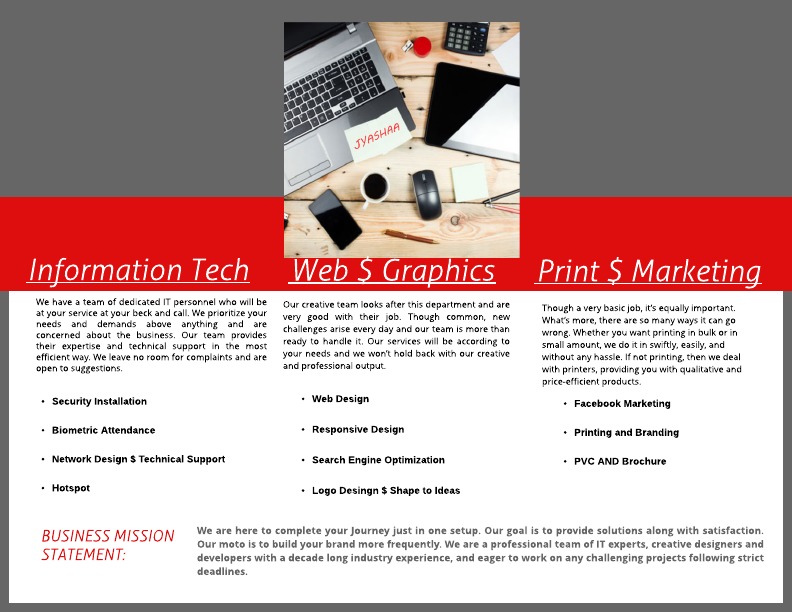 JYASHAA
Information Tech
We have a team of dedicated IT personnel who will be
at your service at your beck and call. We prioritize your
needs and demands above anything and are
concerned about the business. Our team provides
their expertise and technical support in the most
efficient way. We leave no room for complaints and are
open to suggestions.
• Security Installation
• Biometric Attendance
• Network Design $ Technical Support
• Hotspot
Web $ Graphics
Our creative team looks after this department and are
very good with their job. Though common, new
challenges arise every day and our team is more than
ready to handle it. Our services will be according to
your needs and we won't hold back with our creative
and professional output.
• Web Design
• Responsive Design
• Search Engine Optimization
• Logo Desingn $ Shape to Ideas
Print $ Marketing
Though a very basic job, it's equally important.
What's more, there are so many ways it can go
wrong. Whether you want printing in bulk or in
small amount, we do it in swiftly, easily, and
without any hassle. If not printing, then we deal
with printers, providing you with qualitative and
price-efficient products.
• Facebook Marketing
• Printing and Branding
• PVC AND Brochure
BUSINESS MISSION
STATEMENT:
We are here to complete your Journey just in one setup. Our goal is to provide solutions along with satisfaction.
Our moto is to build your brand more frequently. We are a professional team of IT experts, creative designers and
developers with a decade long industry experience, and eager to work on any challenging projects following strict
deadlines.